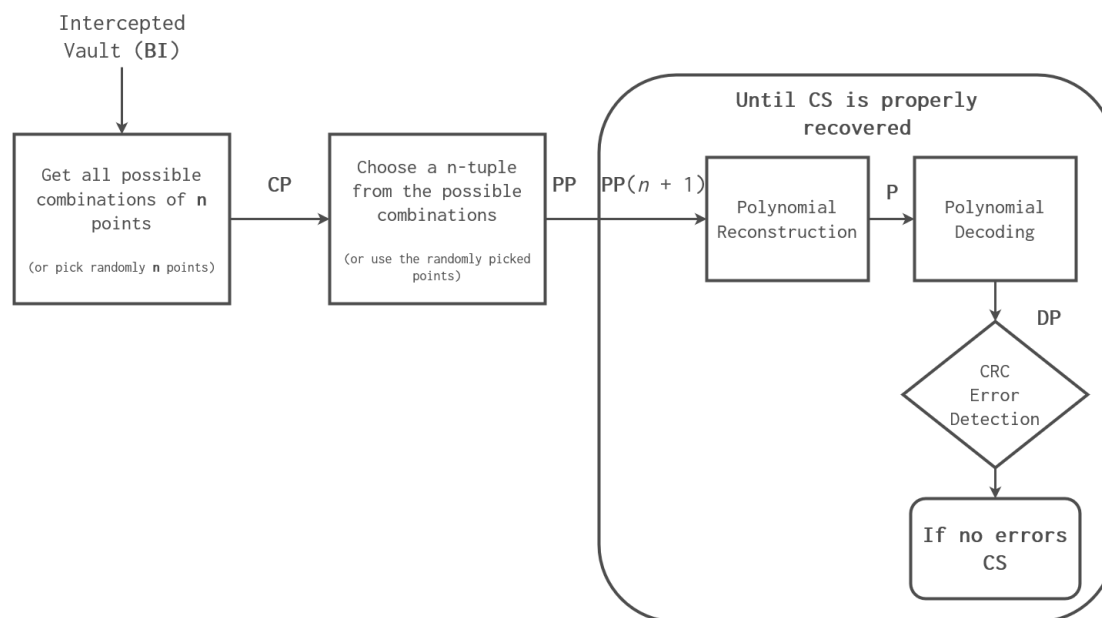 Intercepted
Vault (BI)
Get all possible
combinations of n
points
(or pick randomly n points)
CP
Choose a n-tuple
from the possible
combinations
(or use the randomly picked
points)
PP
Until CS is properly
recovered
PP(n + 1)
Polynomial
Reconstruction
P
Polynomial
Decoding
DP
CRC
Error
Detection
If no errors
CS